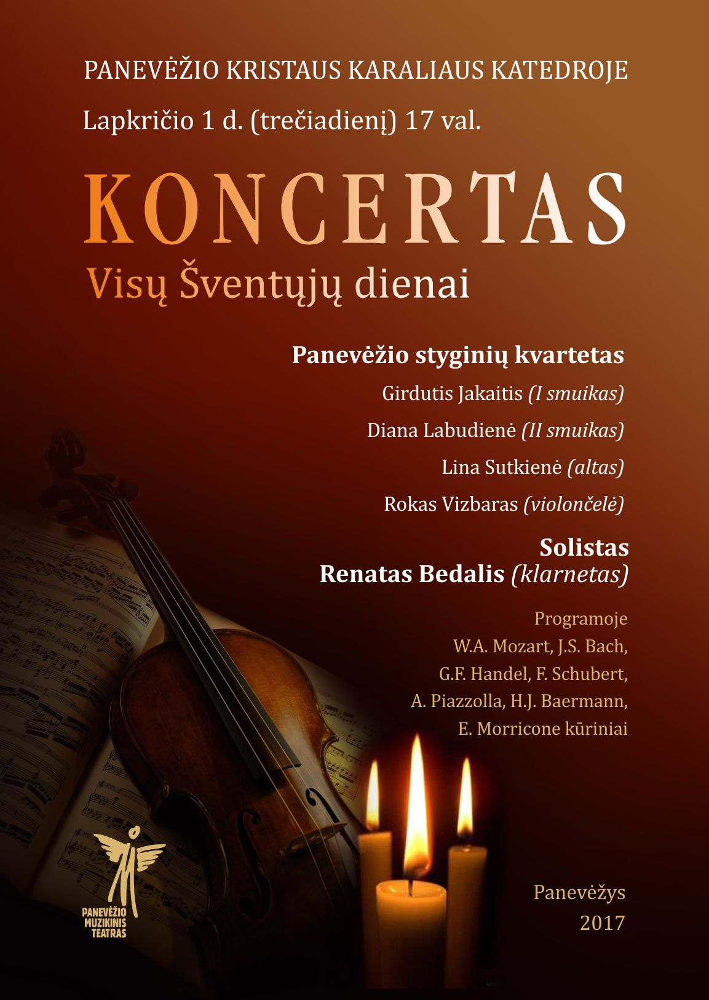 PANEVĖŽIO KRISTAUS KARALIAUS KATEDROJE
Lapkričio 1 d. (trečiadienį) 17 val.
KONCERTAS
Visų Šventųjų dienai
Panevėžio styginių kvartetas
Girdutis Jakaitis (I smuikas)
Diana Labudienė (II smuikas)
Lina Sutkienė (altas)
Rokas Vizbaras (violončelė)
Solistas
Renatas Bedalis (klarnetas)
Programoje
W.A. Mozart, J.S. Bach,
G.F. Handel, F. Schubert,
A. Piazzolla, H.J. Baermann,
E. Morricone kūriniai
PANEVĖŽIO
MUZIKINIS
TEATRAS
Panevėžys
2017